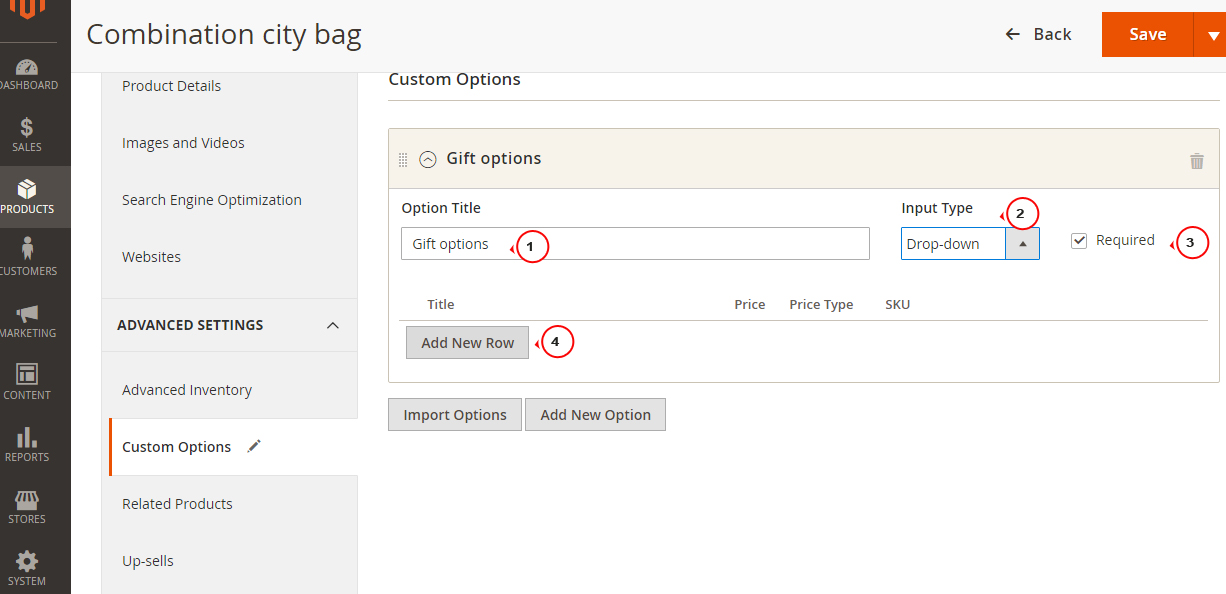 Combination city bag
Back
Save
DASHBOARD
SALES
PRODUCTS
CUSTOMERS
MARKETING
CONTENT
REPORTS
STORES
SYSTEM
Product Details
Images and Videos
Search Engine Optimization
Websites
ADVANCED SETTINGS
Advanced Inventory
Custom Options
Related Products
Up-sells
Custom Options
Gift options
Option Title
Input Type
2
Gift options
1
Drop-down
Required
3
Title Price Price Type SKU
Add New Row
4
Import Options
Add New Option